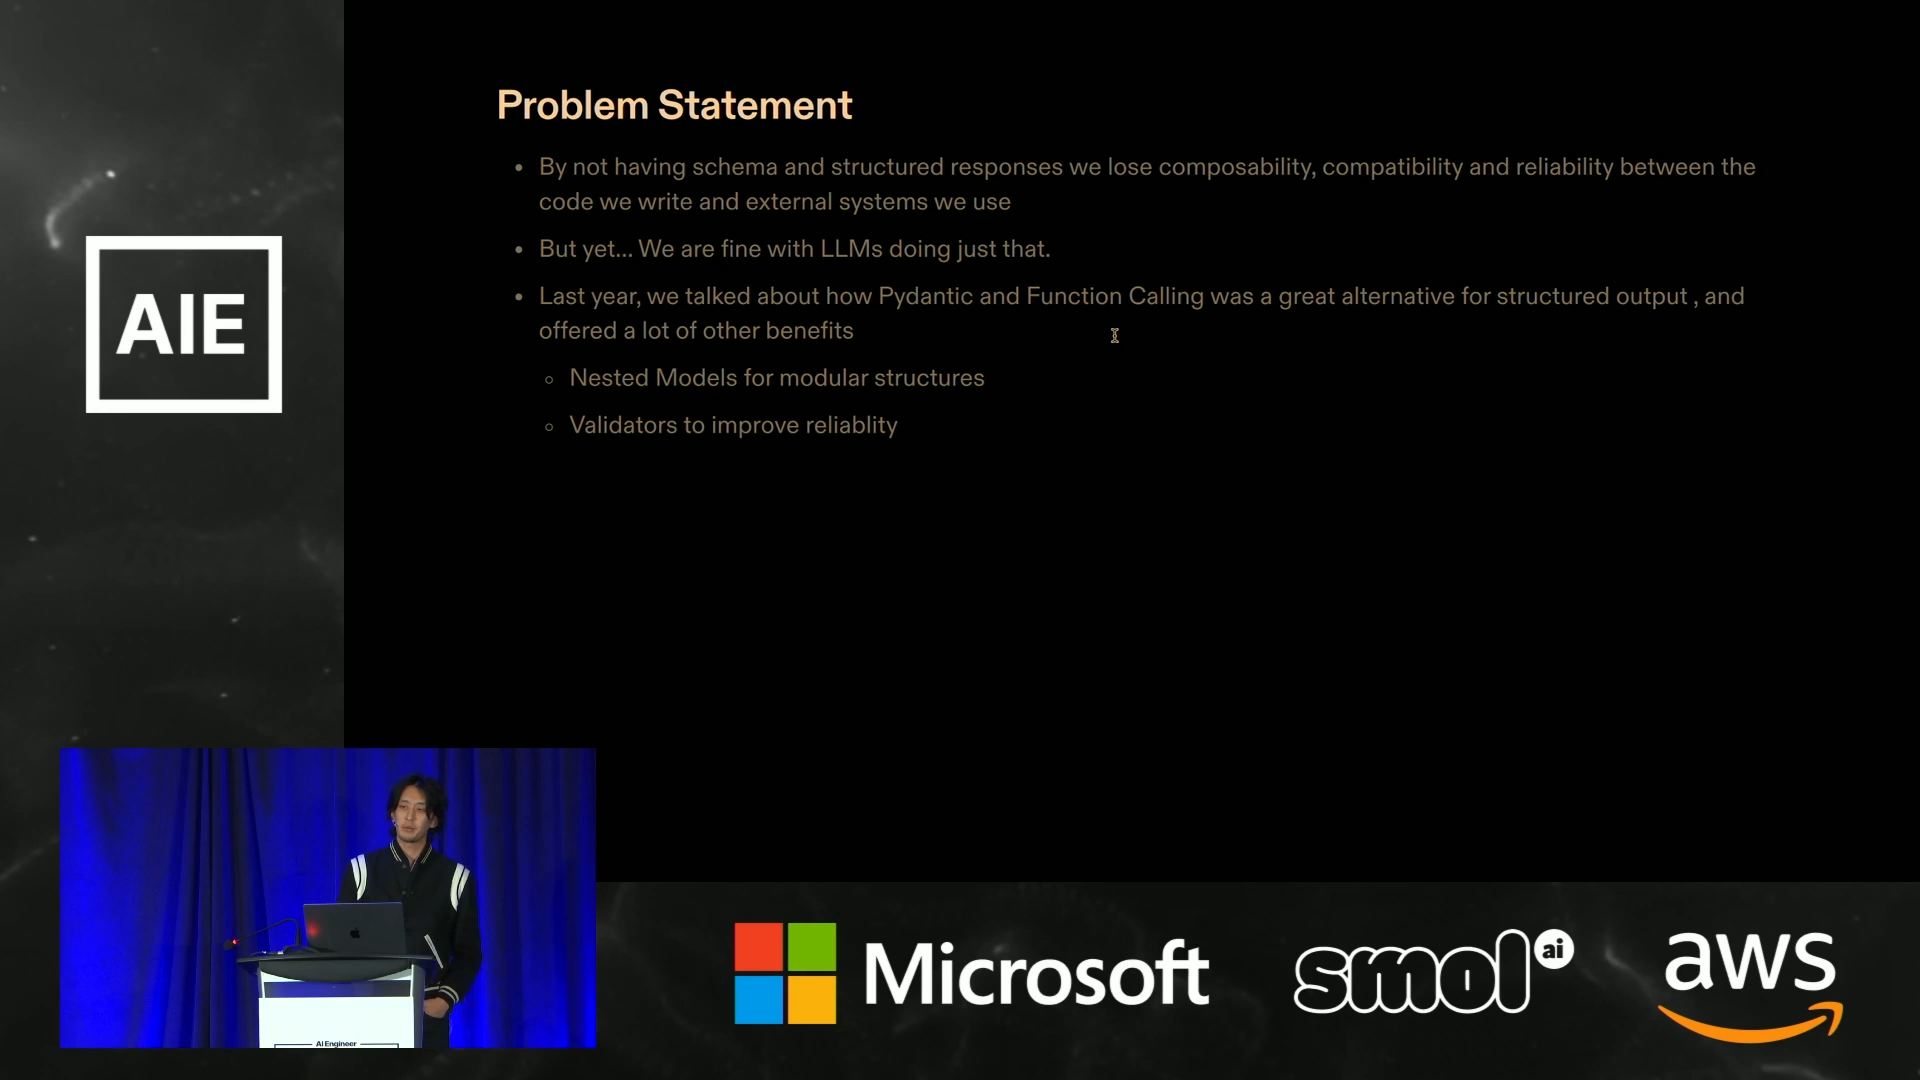 Problem Statement
• By not having schema and structured responses we lose composability, compatibility and reliability between the
code we write and external systems we use
• But yet... We are fine with LLMs doing just that.
• Last year, we talked about how Pydantic and Function Calling was a great alternative for structured output , and
offered a lot of other benefits
◦ Nested Models for modular structures
◦ Validators to improve reliablity
AIE
AI Engineer
Microsoft
smol ai
aws